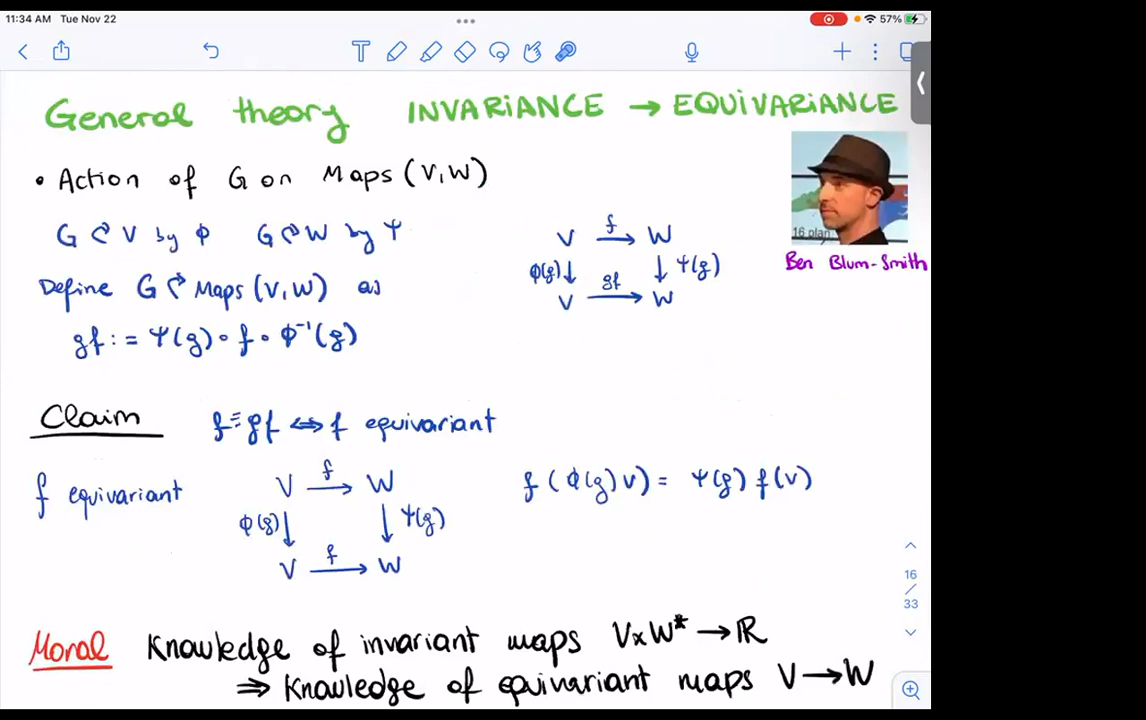 11:34 AM Tue Nov 22
57%
General theory INVARIANCE → EQUIVARIANCE
• Action of G on Maps (V,W)
16 plan
Ben Blum-Smith
G ↷ V by Φ G ↷ W by Ψ
Define G ↷ Maps (V,W) as
gf := Ψ(g) ∘ f ∘ Φ⁻¹(g)
V f→ W
Φ(g)↓ ↓Ψ(g)
V gf→ W
Claim f ≡ gf ⇔ f equivariant
f equivariant
V f→ W
Φ(g)↓ ↓Ψ(g)
V f→ W
f (Φ(g)v) = Ψ(g) f(v)
16
/
33
Moral Knowledge of invariant maps V×W* → ℝ
⇒ Knowledge of equivariant maps V → W